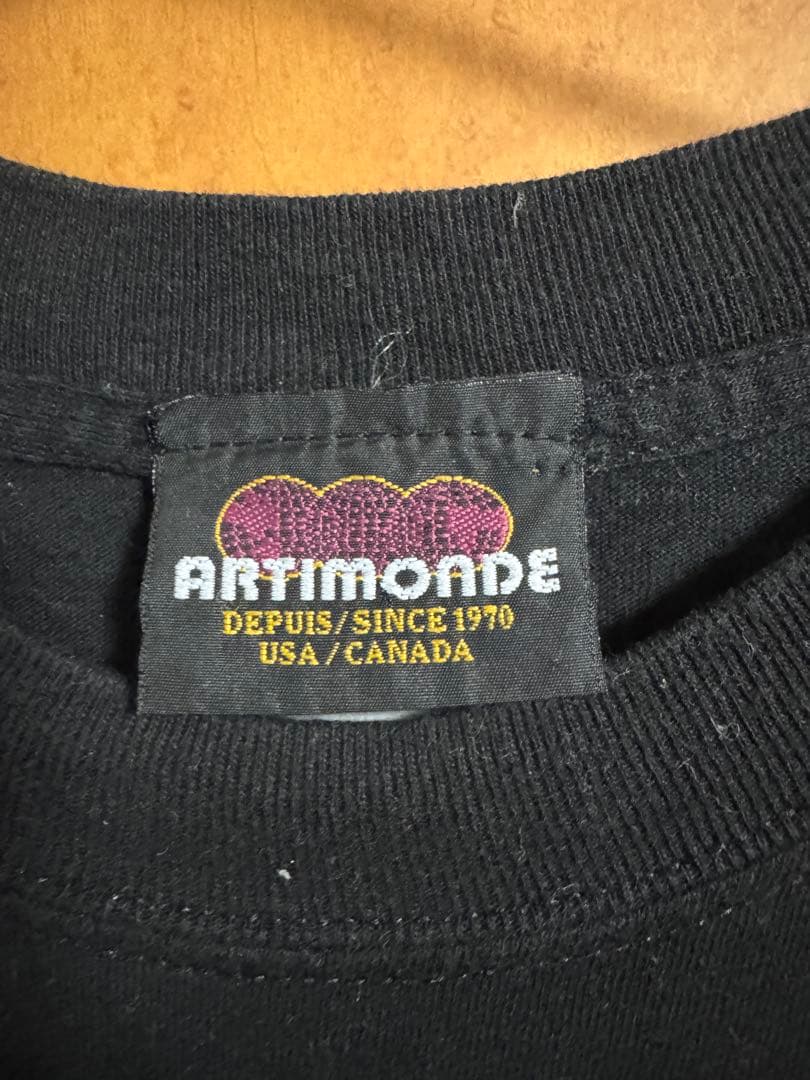 ARTIMONDE
DEPUIS/SINCE 1970
USA/CANADA